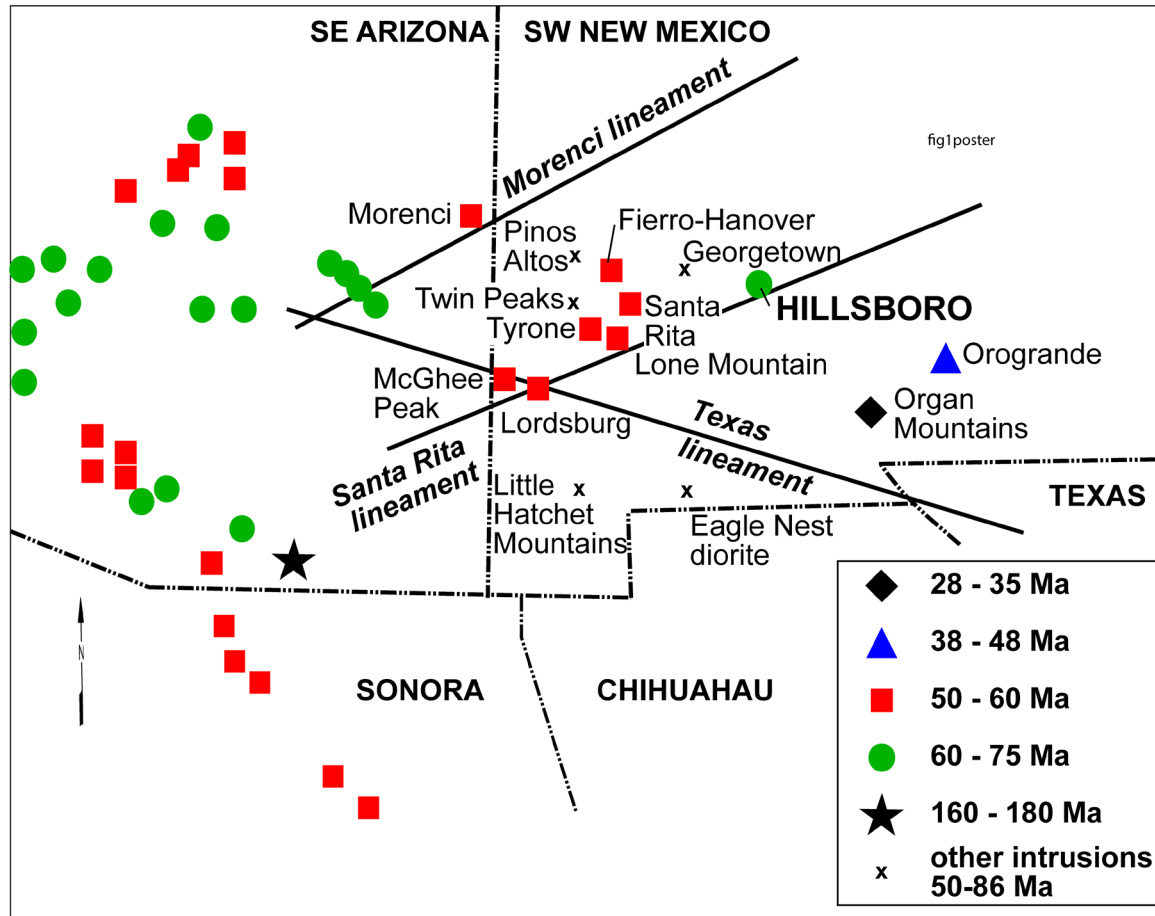 SE ARIZONA
SW NEW MEXICO
Morenci lineament
fig1poster
Morenci
Pinos
Altos
x
Fierro-Hanover
Georgetown
x
Twin Peaks
x
Tyrone
Santa
Rita
HILLSBORO
Lone Mountain
Orogrande
McGhee
Peak
Lordsburg
Organ
Mountains
Texas
lineament
Santa Rita
lineament
Little
Hatchet
Mountains
x
x
Eagle Nest
diorite
TEXAS
N
SONORA
CHIHUAHAU
28 - 35 Ma
38 - 48 Ma
50 - 60 Ma
60 - 75 Ma
160 - 180 Ma
x
other intrusions
50-86 Ma